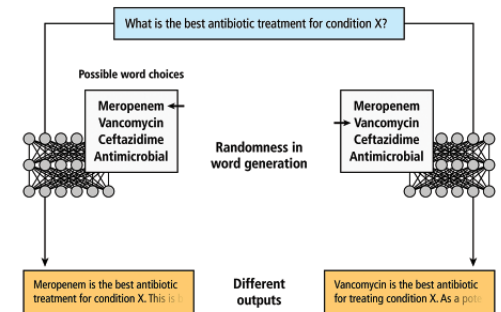 What is the best antibiotic treatment for condition X?
Possible word choices
Meropenem
Vancomycin
Ceftazidime
Antimicrobial
Randomness in
word generation
Meropenem
Vancomycin
Ceftazidime
Antimicrobial
Meropenem is the best antibiotic
treatment for condition X. This is
Different
outputs
Vancomycin is the best antibiotic
for treating condition X. As a pote